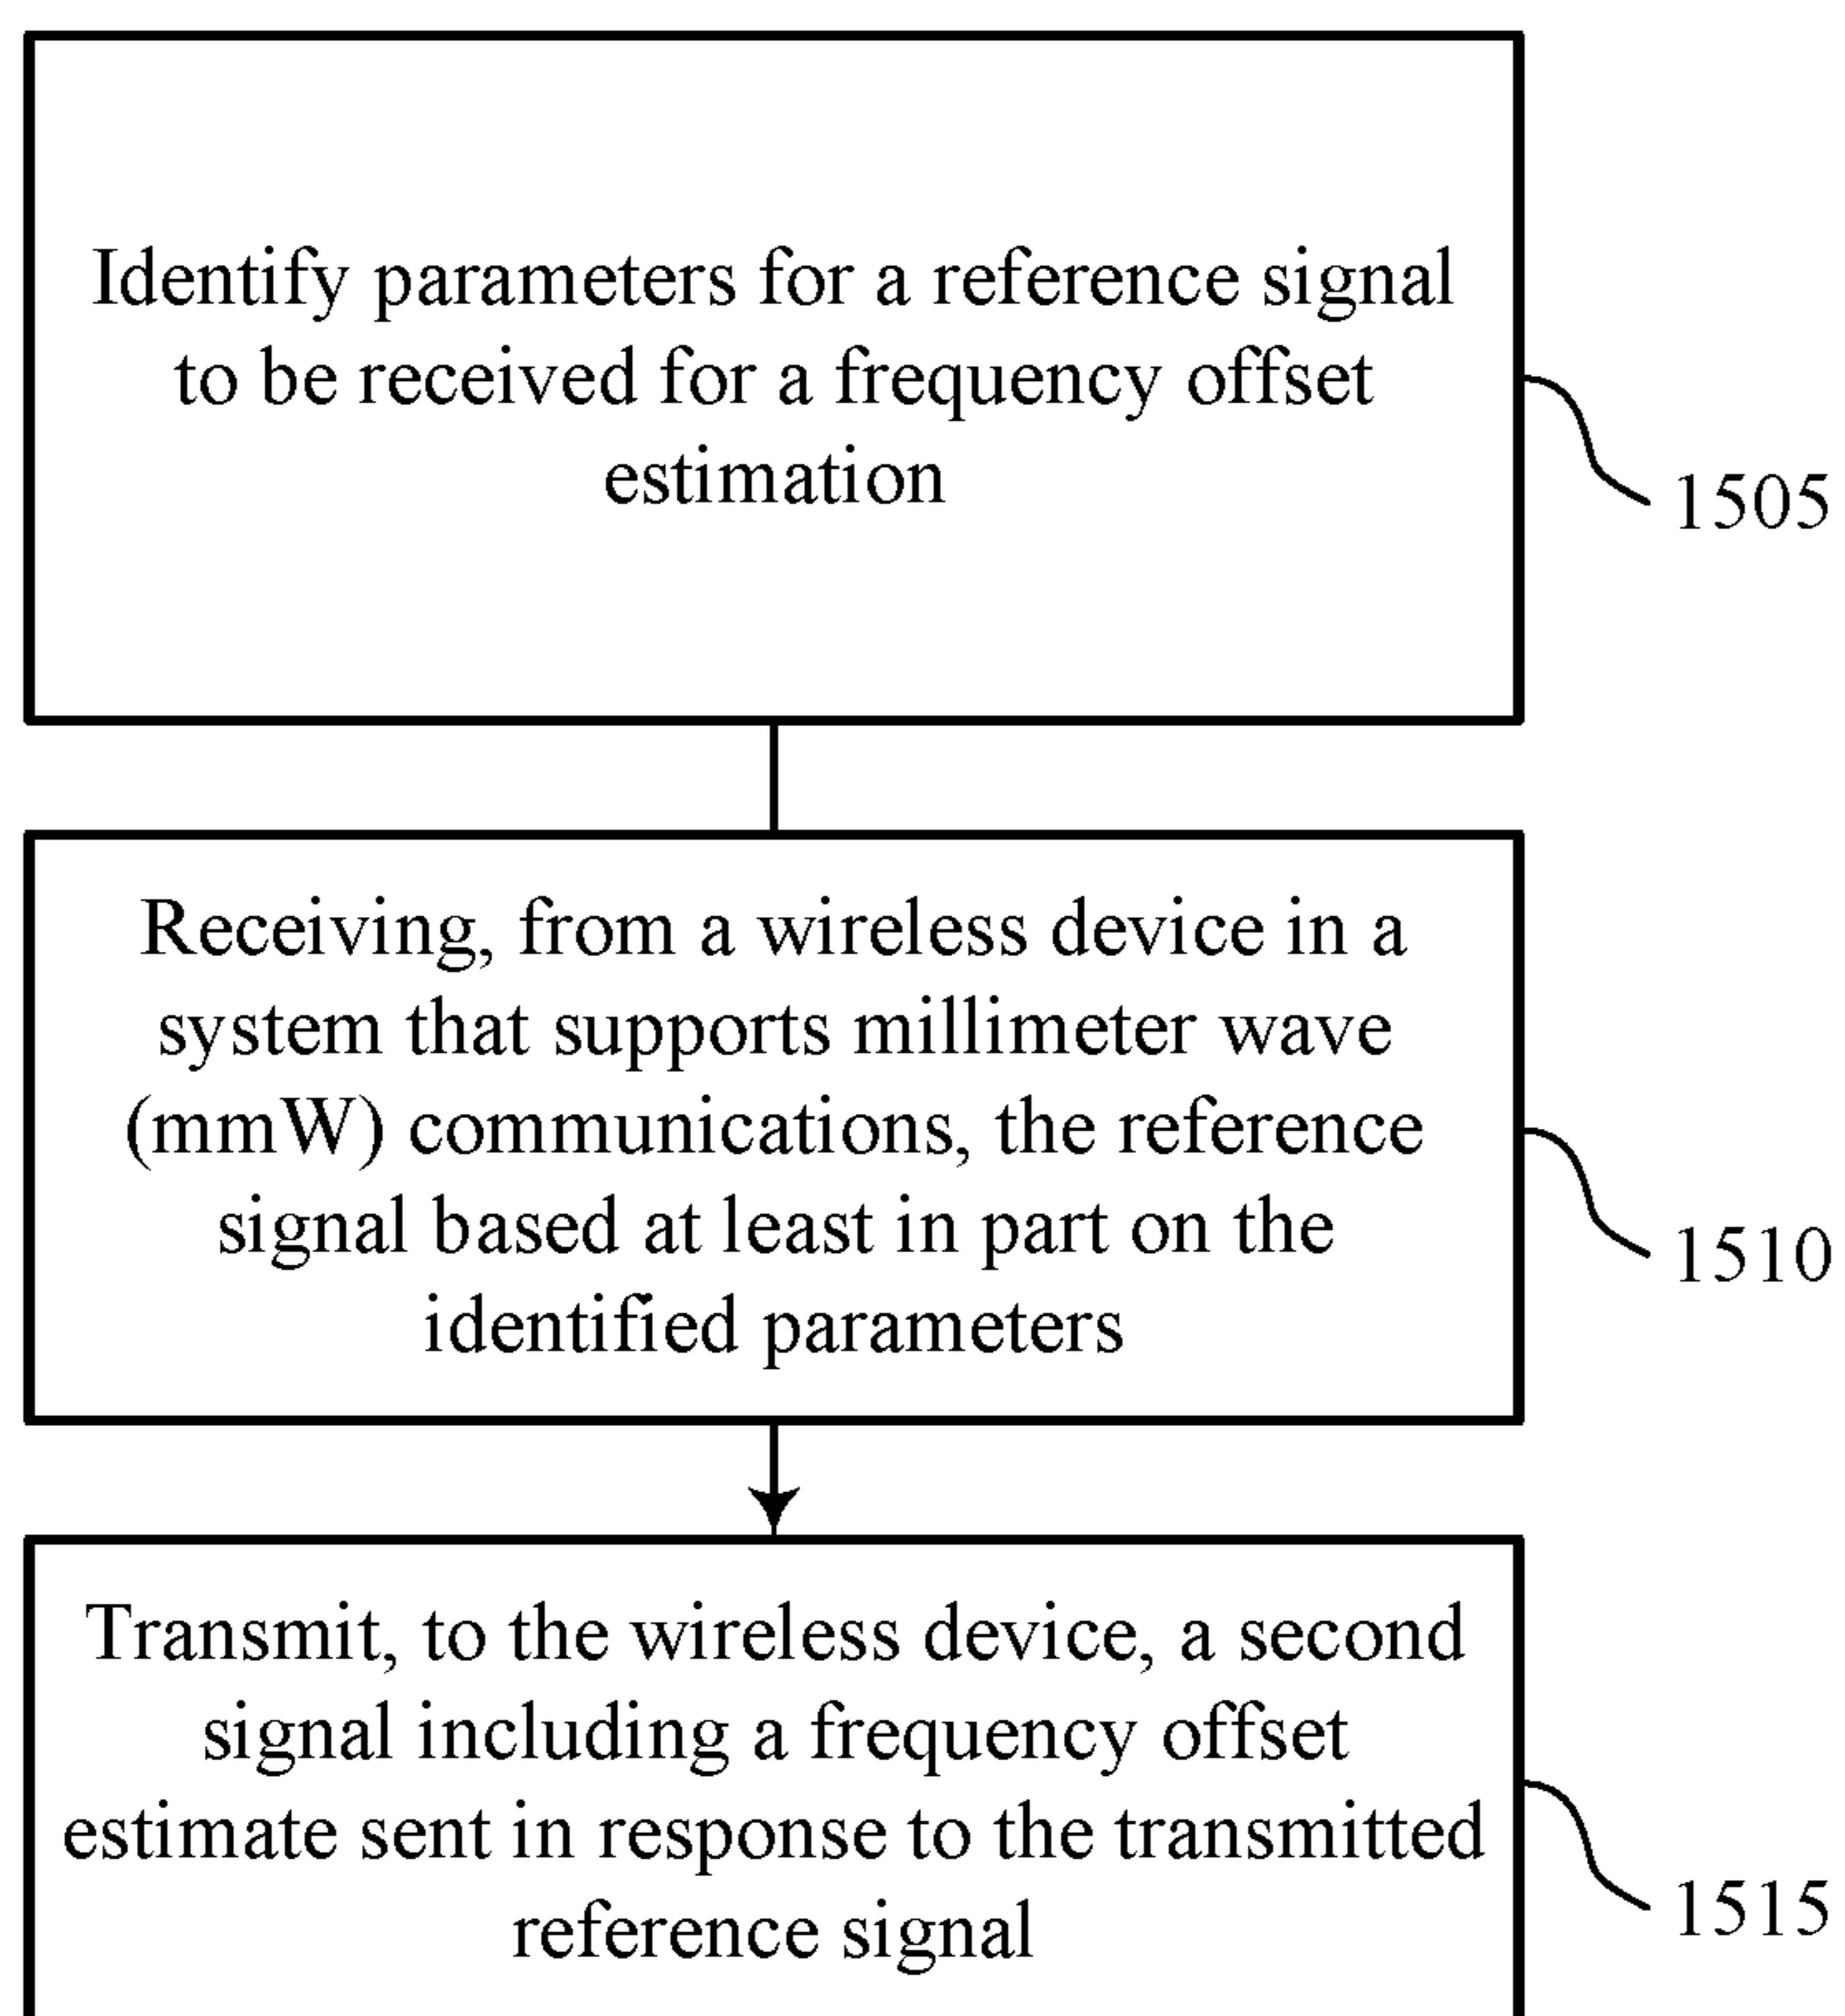 Identify parameters for a reference signal
to be received for a frequency offset
estimation
1505
Receiving, from a wireless device in a
system that supports millimeter wave
(mmW) communications, the reference
signal based at least in part on the
identified parameters
1510
Transmit, to the wireless device, a second
signal including a frequency offset
estimate sent in response to the transmitted
reference signal
1515